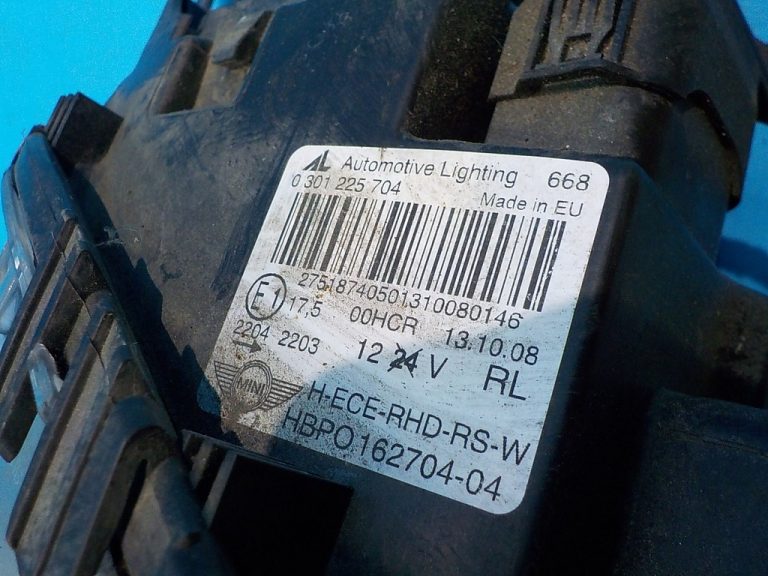 AL Automotive Lighting 668
0 301 225 704 Made in EU
27518740501310080146
E1 17,5 00HCR 13.10.08
2204 2203 12 24 V RL
MINI H-ECE-RHD-RS-W
HBPO162704-04